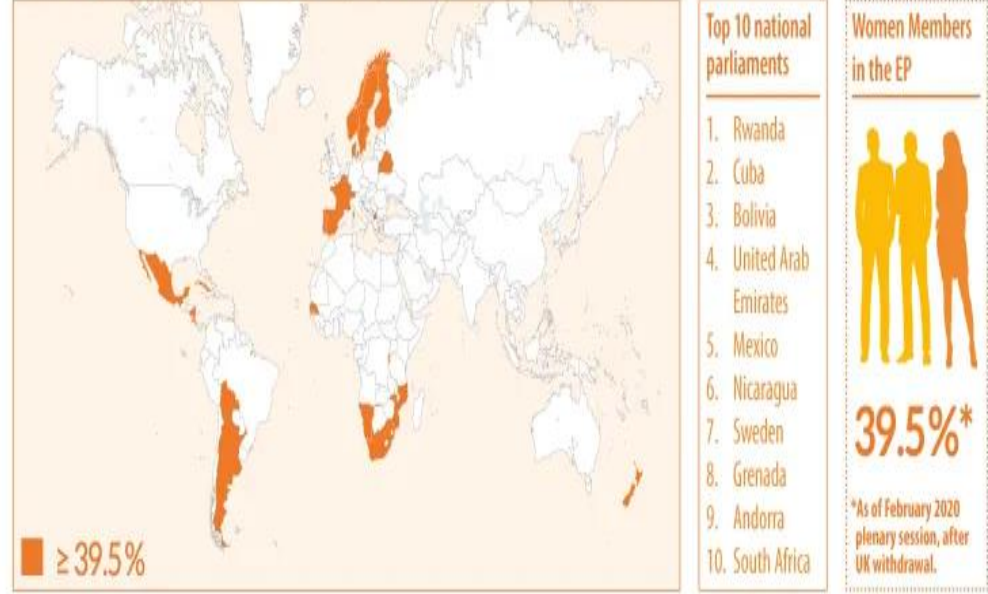 ≥ 39.5%
Top 10 national
parliaments
1. Rwanda
2. Cuba
3. Bolivia
4. United Arab
Emirates
5. Mexico
6. Nicaragua
7. Sweden
8. Grenada
9. Andorra
10. South Africa
Women Members
in the EP
39.5%*
*As of February 2020
plenary session, after
UK withdrawal.